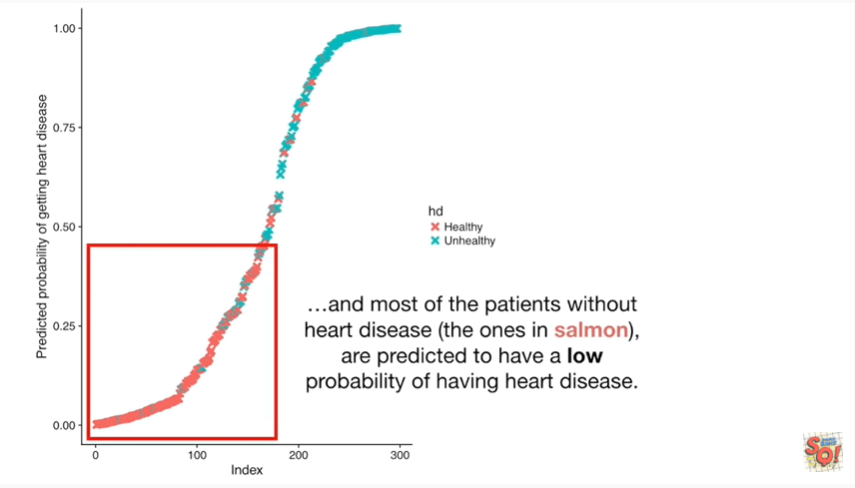 1.00
0.75
0.50
0.25
0.00
Predicted probability of getting heart disease
0
100
200
300
Index
hd
Healthy
Unhealthy
…and most of the patients without
heart disease (the ones in salmon),
are predicted to have a low
probability of having heart disease.
SQ!